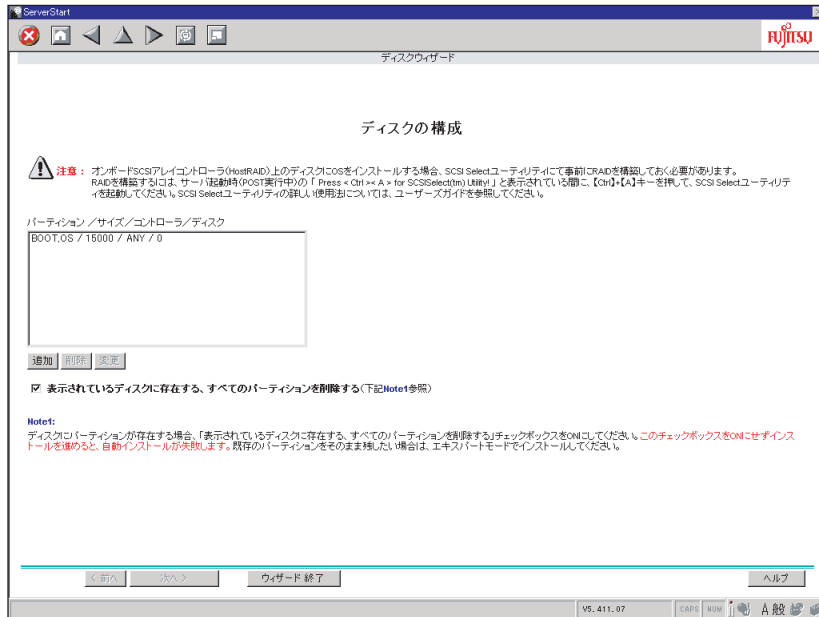 ServerStart
FUJITSU
ディスクウィザード
ディスクの構成
注意： オンボードSCSIアレイコントローラ(HostRAID)上のディスクにOSをインストールする場合、SCSI Selectユーティリティにて事前にRAIDを構築しておく必要があります。
RAIDを構築するには、サーバ起動時(POST実行中)の「 Press < Ctrl >< A > for SCSISelect(tm) Utility! 」と表示されている間に、【Ctrl】+【A】キーを押して、SCSI Selectユーティリテ
ィを起動してください。SCSI Selectユーティリティの詳しい使用法については、ユーザーズガイドを参照してください。
パーティション ／サイズ／コントローラ／ディスク
BOOT,OS / 15000 / ANY / 0
追加 削除 変更
表示されているディスクに存在する、すべてのパーティションを削除する(下記Note1参照)
Note1:
ディスクにパーティションが存在する場合、「表示されているディスクに存在する、すべてのパーティションを削除する」チェックボックスをONにしてください。このチェックボックスをONにせずインス
トールを進めると、自動インストールが失敗します。既存のパーティションをそのまま残したい場合は、エキスパートモードでインストールしてください。
< 前へ 次へ > ウィザード 終了 ヘルプ
V5.411.07 CAPS NUM A 般